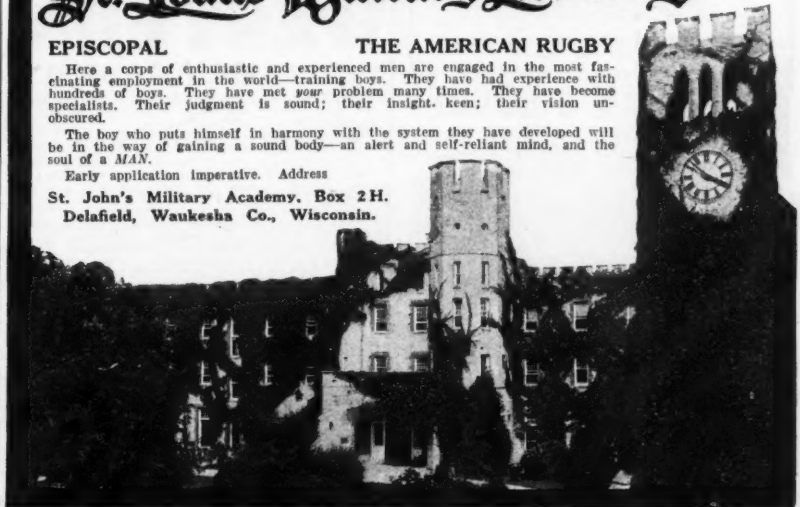 EPISCOPAL THE AMERICAN RUGBY
Here a corps of enthusiastic and experienced men are engaged in the most fas-
cinating employment in the world—training boys. They have had experience with
hundreds of boys. They have met your problem many times. They have become
specialists. Their judgment is sound; their insight. keen; their vision un-
obscured.
The boy who puts himself in harmony with the system they have developed will
be in the way of gaining a sound body—an alert and self-reliant mind, and the
soul of a MAN.
Early application imperative. Address
St. John's Military Academy. Box 2 H.
Delafield, Waukesha Co., Wisconsin.